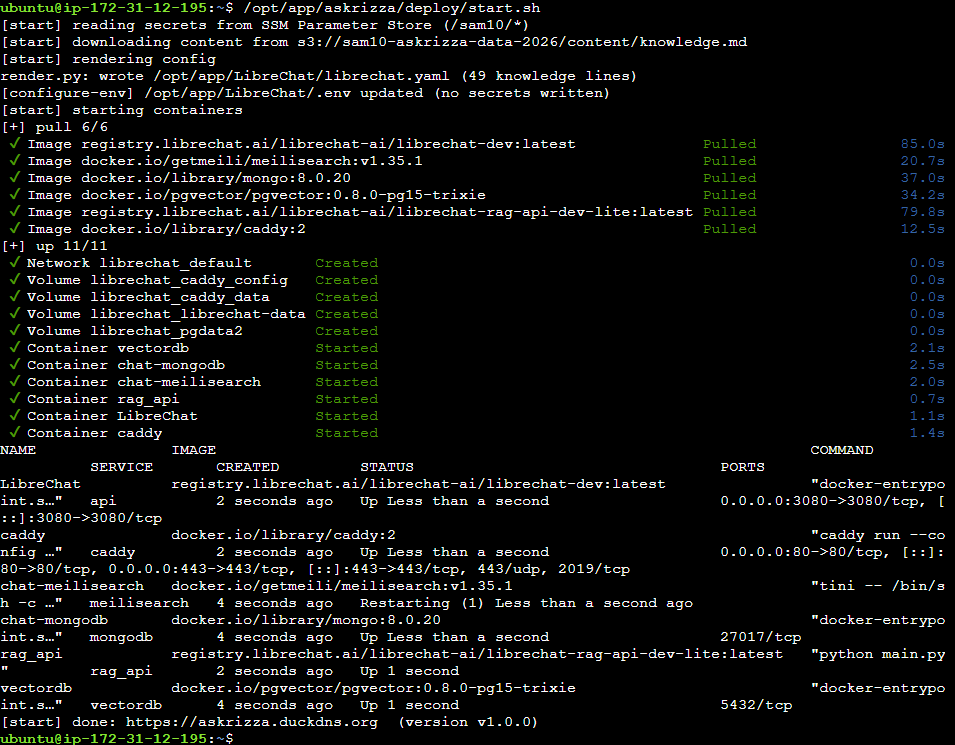 ubuntu@ip-172-31-12-195:~$ /opt/app/askrizza/deploy/start.sh
[start] reading secrets from SSM Parameter Store (/sam10/*)
[start] downloading content from s3://sam10-askrizza-data-2026/content/knowledge.md
[start] rendering config
render.py: wrote /opt/app/LibreChat/librechat.yaml (49 knowledge lines)
[configure-env] /opt/app/LibreChat/.env updated (no secrets written)
[start] starting containers
[+] pull 6/6
✓ Image registry.librechat.ai/librechat-ai/librechat-dev:latest Pulled 85.0s
✓ Image docker.io/getmeili/meilisearch:v1.35.1 Pulled 20.7s
✓ Image docker.io/library/mongo:8.0.20 Pulled 37.0s
✓ Image docker.io/pgvector/pgvector:0.8.0-pg15-trixie Pulled 34.2s
✓ Image registry.librechat.ai/librechat-ai/librechat-rag-api-dev-lite:latest Pulled 79.8s
✓ Image docker.io/library/caddy:2 Pulled 12.5s
[+] up 11/11
✓ Network librechat_default Created 0.0s
✓ Volume librechat_caddy_config Created 0.0s
✓ Volume librechat_caddy_data Created 0.0s
✓ Volume librechat_librechat-data Created 0.0s
✓ Volume librechat_pgdata2 Created 0.0s
✓ Container vectordb Started 2.1s
✓ Container chat-mongodb Started 2.5s
✓ Container chat-meilisearch Started 2.0s
✓ Container rag_api Started 0.7s
✓ Container LibreChat Started 1.1s
✓ Container caddy Started 1.4s
NAME IMAGE COMMAND
SERVICE CREATED STATUS PORTS
LibreChat registry.librechat.ai/librechat-ai/librechat-dev:latest "docker-entrypo
int.s…" api 2 seconds ago Up Less than a second 0.0.0.0:3080->3080/tcp, [
::]:3080->3080/tcp
caddy docker.io/library/caddy:2 "caddy run --co
nfig …" caddy 2 seconds ago Up Less than a second 0.0.0.0:80->80/tcp, [::]:
80->80/tcp, 0.0.0.0:443->443/tcp, [::]:443->443/tcp, 443/udp, 2019/tcp
chat-meilisearch docker.io/getmeili/meilisearch:v1.35.1 "tini -- /bin/s
h -c …" meilisearch 4 seconds ago Restarting (1) Less than a second ago
chat-mongodb docker.io/library/mongo:8.0.20 "docker-entrypo
int.s…" mongodb 4 seconds ago Up Less than a second 27017/tcp
rag_api registry.librechat.ai/librechat-ai/librechat-rag-api-dev-lite:latest "python main.py
" rag_api 2 seconds ago Up 1 second
vectordb docker.io/pgvector/pgvector:0.8.0-pg15-trixie "docker-entrypo
int.s…" vectordb 4 seconds ago Up 1 second 5432/tcp
[start] done: https://askrizza.duckdns.org (version v1.0.0)
ubuntu@ip-172-31-12-195:~$